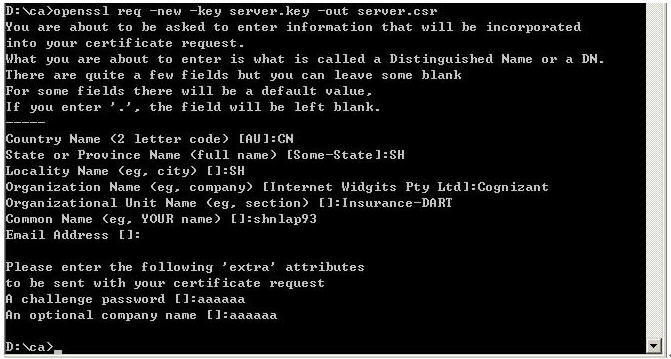 D:\ca>openssl req -new -key server.key -out server.csr
You are about to be asked to enter information that will be incorporated
into your certificate request.
What you are about to enter is what is called a Distinguished Name or a DN.
There are quite a few fields but you can leave some blank
For some fields there will be a default value,
If you enter '.', the field will be left blank.
-----
Country Name (2 letter code) [AU]:CN
State or Province Name (full name) [Some-State]:SH
Locality Name (eg, city) []:SH
Organization Name (eg, company) [Internet Widgits Pty Ltd]:Cognizant
Organizational Unit Name (eg, section) []:Insurance-DART
Common Name (eg, YOUR name) []:shnlap93
Email Address []:
Please enter the following 'extra' attributes
to be sent with your certificate request
A challenge password []:aaaaaa
An optional company name []:aaaaaa
D:\ca>_